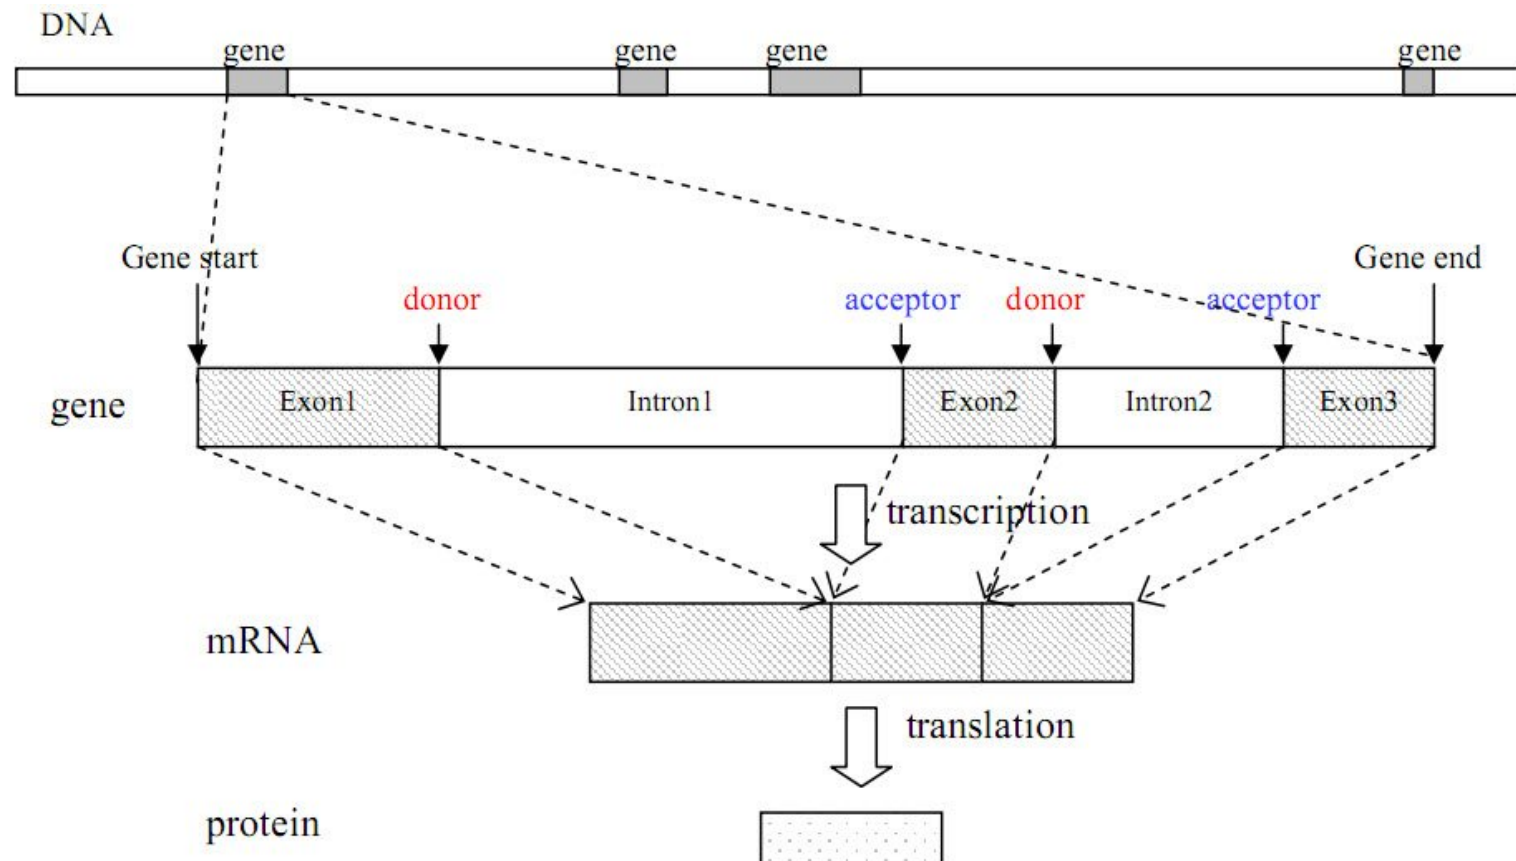 DNA
gene gene gene gene
Gene start Gene end
donor acceptor donor acceptor
gene Exon1 Intron1 Exon2 Intron2 Exon3
transcription
mRNA
translation
protein